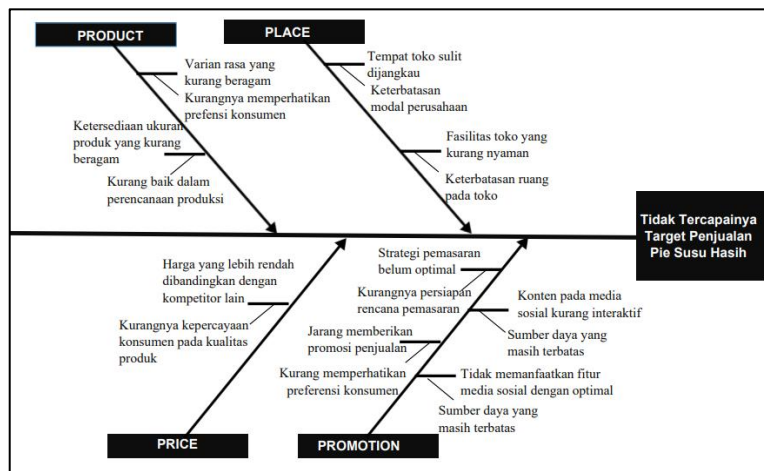 PRODUCT
PLACE
Varian rasa yang
kurang beragam
Kurangnya memperhatikan
prefensi konsumen
Ketersediaan ukuran
produk yang kurang
beragam
Kurang baik dalam
perencanaan produksi
Tempat toko sulit
dijangkau
Keterbatasan
modal perusahaan
Fasilitas toko yang
kurang nyaman
Keterbatasan ruang
pada toko
Tidak Tercapainya
Target Penjualan
Pie Susu Hasih
Harga yang lebih rendah
dibandingkan dengan
kompetitor lain
Kurangnya kepercayaan
konsumen pada kualitas
produk
Strategi pemasaran
belum optimal
Kurangnya persiapan
rencana pemasaran
Jarang memberikan
promosi penjualan
Kurang memperhatikan
preferensi konsumen
Konten pada media
sosial kurang interaktif
Sumber daya yang
masih terbatas
Tidak memanfaatkan fitur
media sosial dengan optimal
Sumber daya yang
masih terbatas
PRICE
PROMOTION